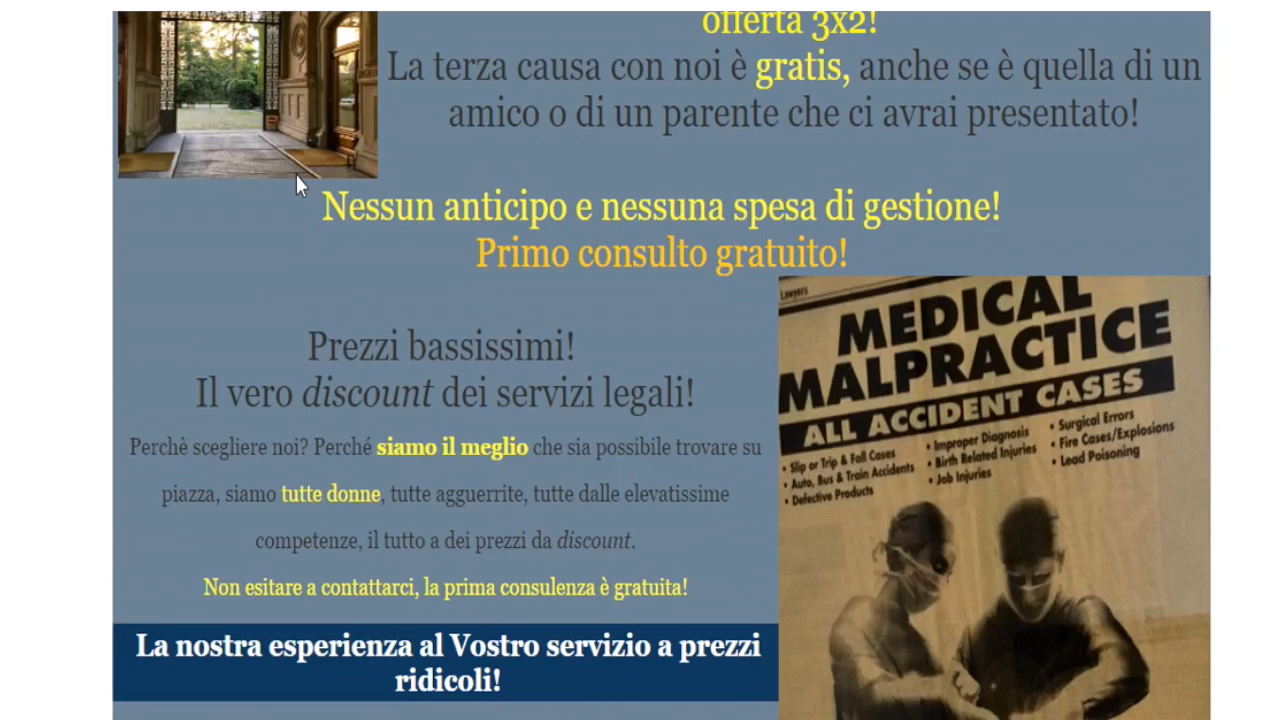 offerta 3x2!
La terza causa con noi è gratis, anche se è quella di un
amico o di un parente che ci avrai presentato!
Nessun anticipo e nessuna spesa di gestione!
Primo consulto gratuito!
Prezzi bassissimi!
Il vero discount dei servizi legali!
Perchè scegliere noi? Perché siamo il meglio che sia possibile trovare su
piazza, siamo tutte donne, tutte agguerrite, tutte dalle elevatissime
competenze, il tutto a dei prezzi da discount.
Non esitare a contattarci, la prima consulenza è gratuita!
La nostra esperienza al Vostro servizio a prezzi
ridicoli!
Lawyers
MEDICAL
MALPRACTICE
ALL ACCIDENT CASES
• Slip or Trip & Fall Cases
• Auto, Bus & Train Accidents
• Defective Products
• Improper Diagnosis
• Birth Related Injuries
• Job Injuries
• Surgical Errors
• Fire Cases/Explosions
• Lead Poisoning